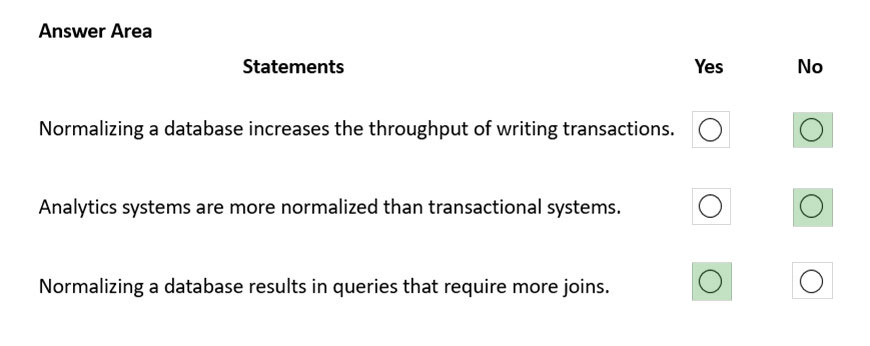 Answer Area
Statements Yes No
Normalizing a database increases the throughput of writing transactions.
Analytics systems are more normalized than transactional systems.
Normalizing a database results in queries that require more joins.